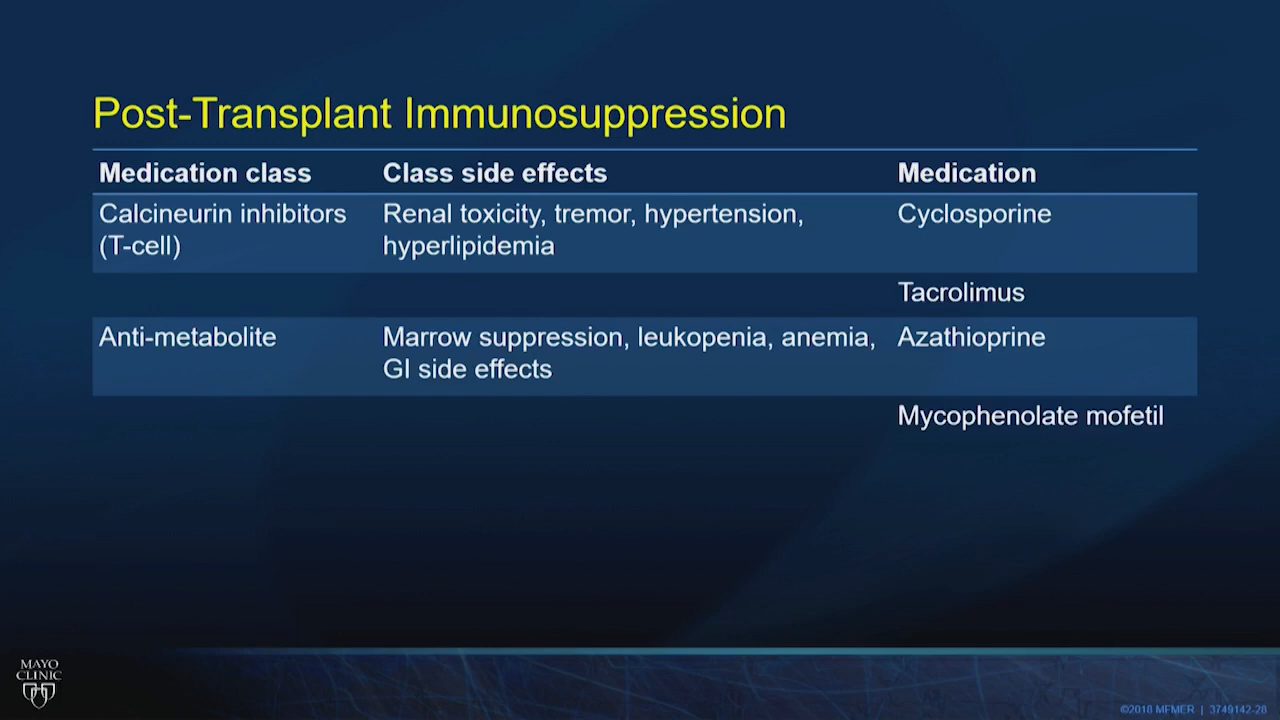 Post-Transplant Immunosuppression
Medication class Class side effects Medication
Calcineurin inhibitors Renal toxicity, tremor, hypertension, Cyclosporine
(T-cell) hyperlipidemia
Tacrolimus
Anti-metabolite Marrow suppression, leukopenia, anemia, Azathioprine
GI side effects
Mycophenolate mofetil
MAYO
CLINIC
©2018 MFMER | 3749142-28